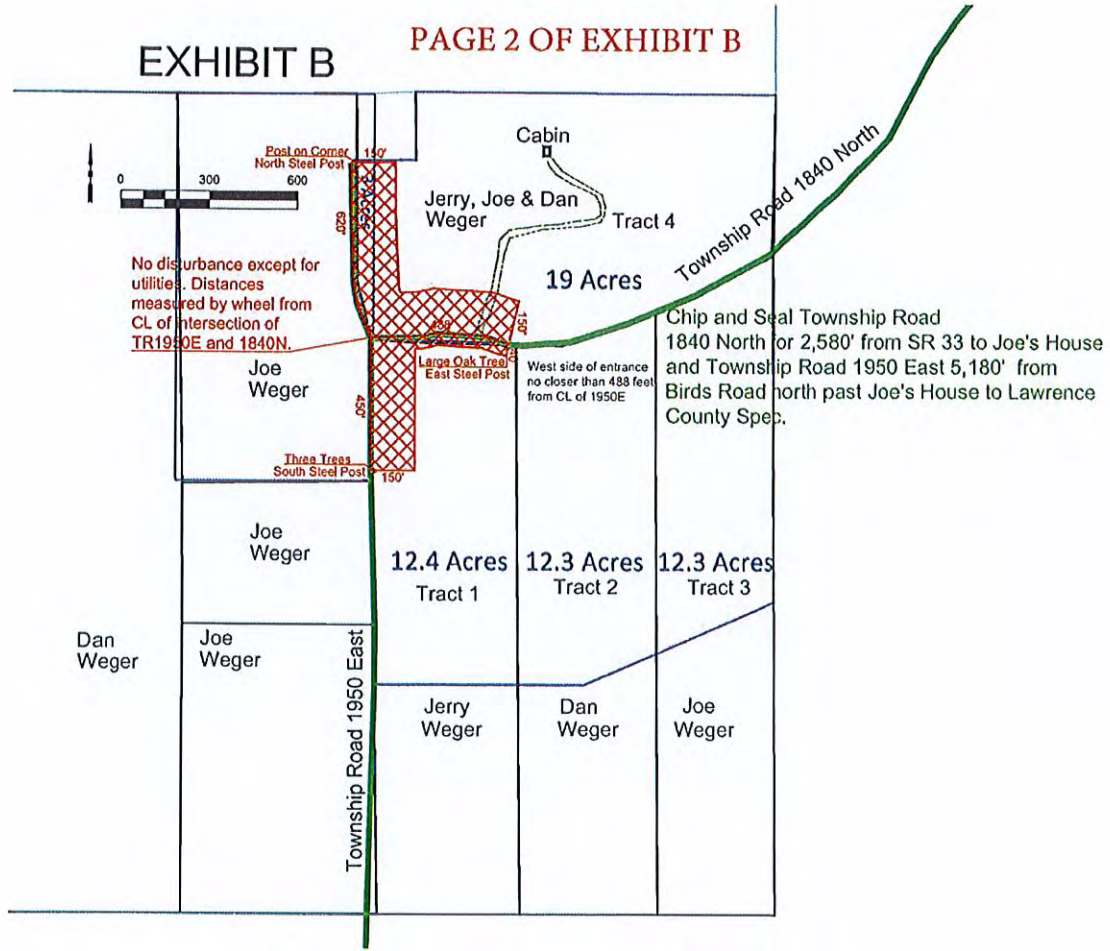 EXHIBIT B
PAGE 2 OF EXHIBIT B
Post on Corner
North Steel Post
150'
0 300 600
620'
Cabin
Jerry, Joe & Dan
Weger
Tract 4
19 Acres
Township Road 1840 North
No disturbance except for
utilities. Distances
measured by wheel from
CL of intersection of
TR1950E and 1840N.
Joe
Weger
488'
150'
Large Oak Tree
East Steel Post
West side of entrance
no closer than 488 feet
from CL of 1950E
Chip and Seal Township Road
1840 North for 2,580' from SR 33 to Joe's House
and Township Road 1950 East 5,180' from
Birds Road north past Joe's House to Lawrence
County Spec.
450'
Three Trees
South Steel Post
150'
Joe
Weger
12.4 Acres
Tract 1
12.3 Acres
Tract 2
12.3 Acres
Tract 3
Dan
Weger
Joe
Weger
Township Road 1950 East
Jerry
Weger
Dan
Weger
Joe
Weger